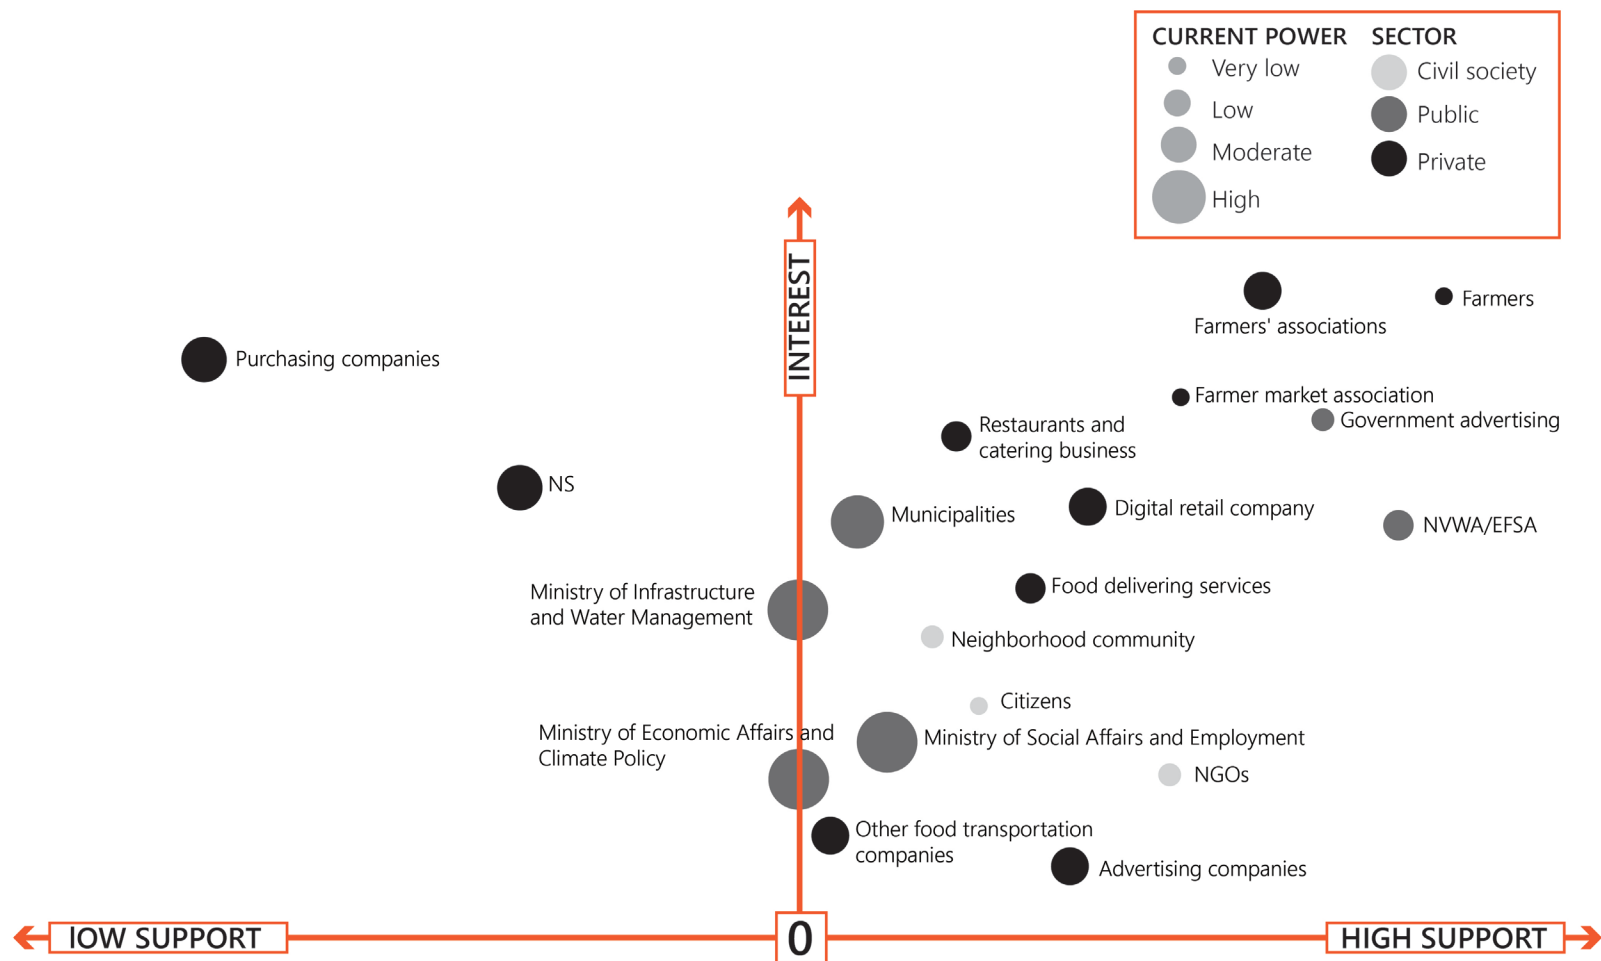 CURRENT POWER
SECTOR
Very low
Low
Moderate
High
Civil society
Public
Private
INTEREST
Farmers' associations
Farmers
Purchasing companies
Farmer market association
Government advertising
Restaurants and
catering business
NS
Municipalities
Digital retail company
NVWA/EFSA
Ministry of Infrastructure
and Water Management
Food delivering services
Neighborhood community
Citizens
Ministry of Economic Affairs and
Climate Policy
Ministry of Social Affairs and Employment
NGOs
Other food transportation
companies
Advertising companies
lOW SUPPORT
0
HIGH SUPPORT